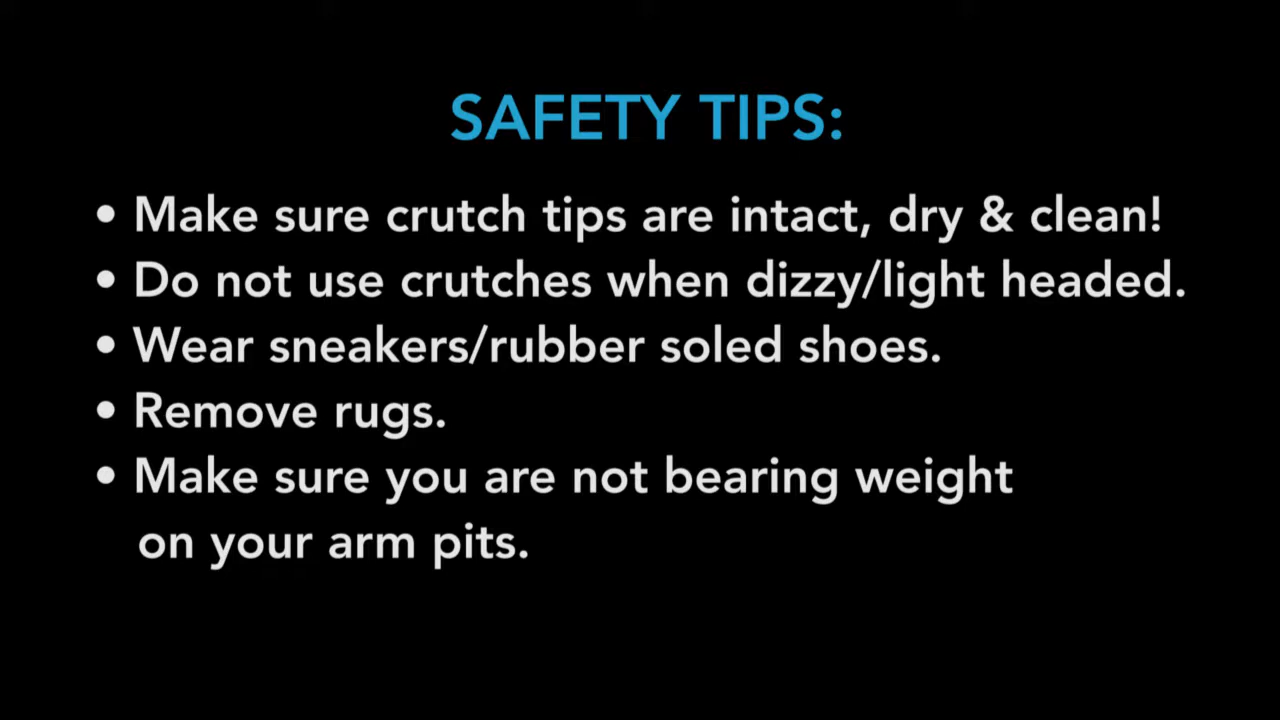 SAFETY TIPS:
• Make sure crutch tips are intact, dry & clean!
• Do not use crutches when dizzy/light headed.
• Wear sneakers/rubber soled shoes.
• Remove rugs.
• Make sure you are not bearing weight
on your arm pits.